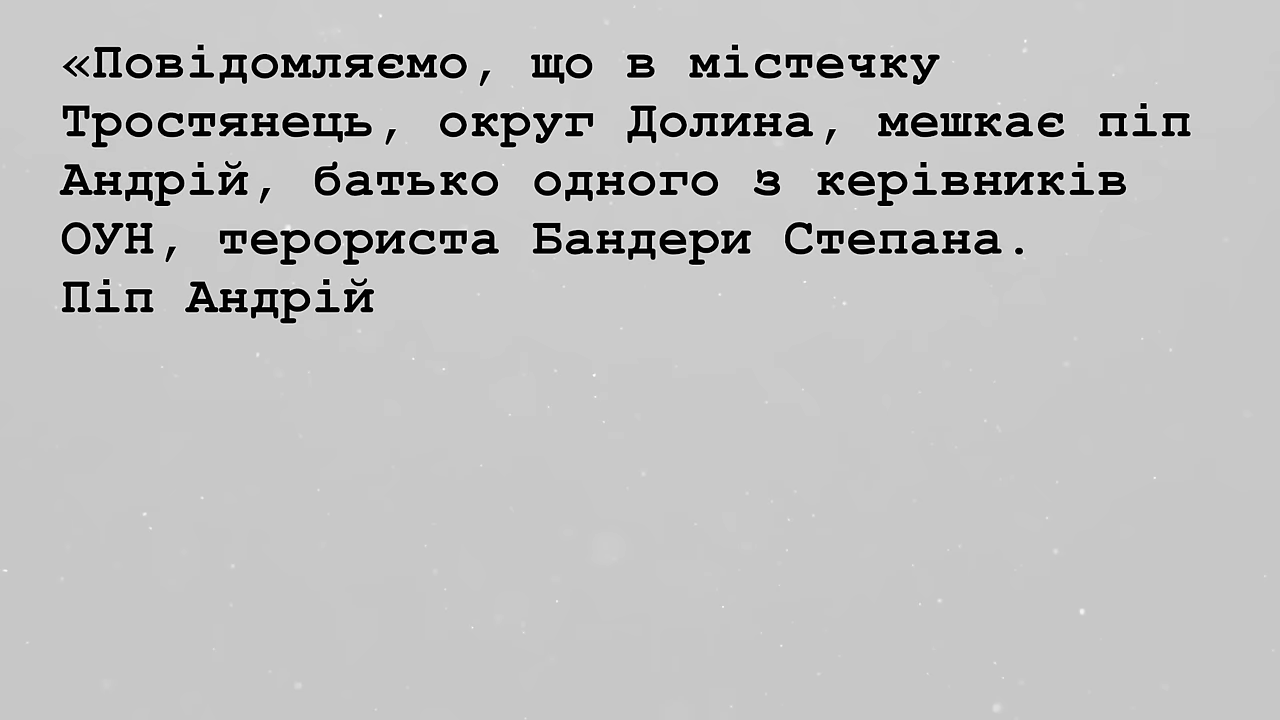 «Повідомляємо, що в містечку
Тростянець, округ Долина, мешкає піп
Андрій, батько одного з керівників
ОУН, терориста Бандери Степана.
Піп Андрій